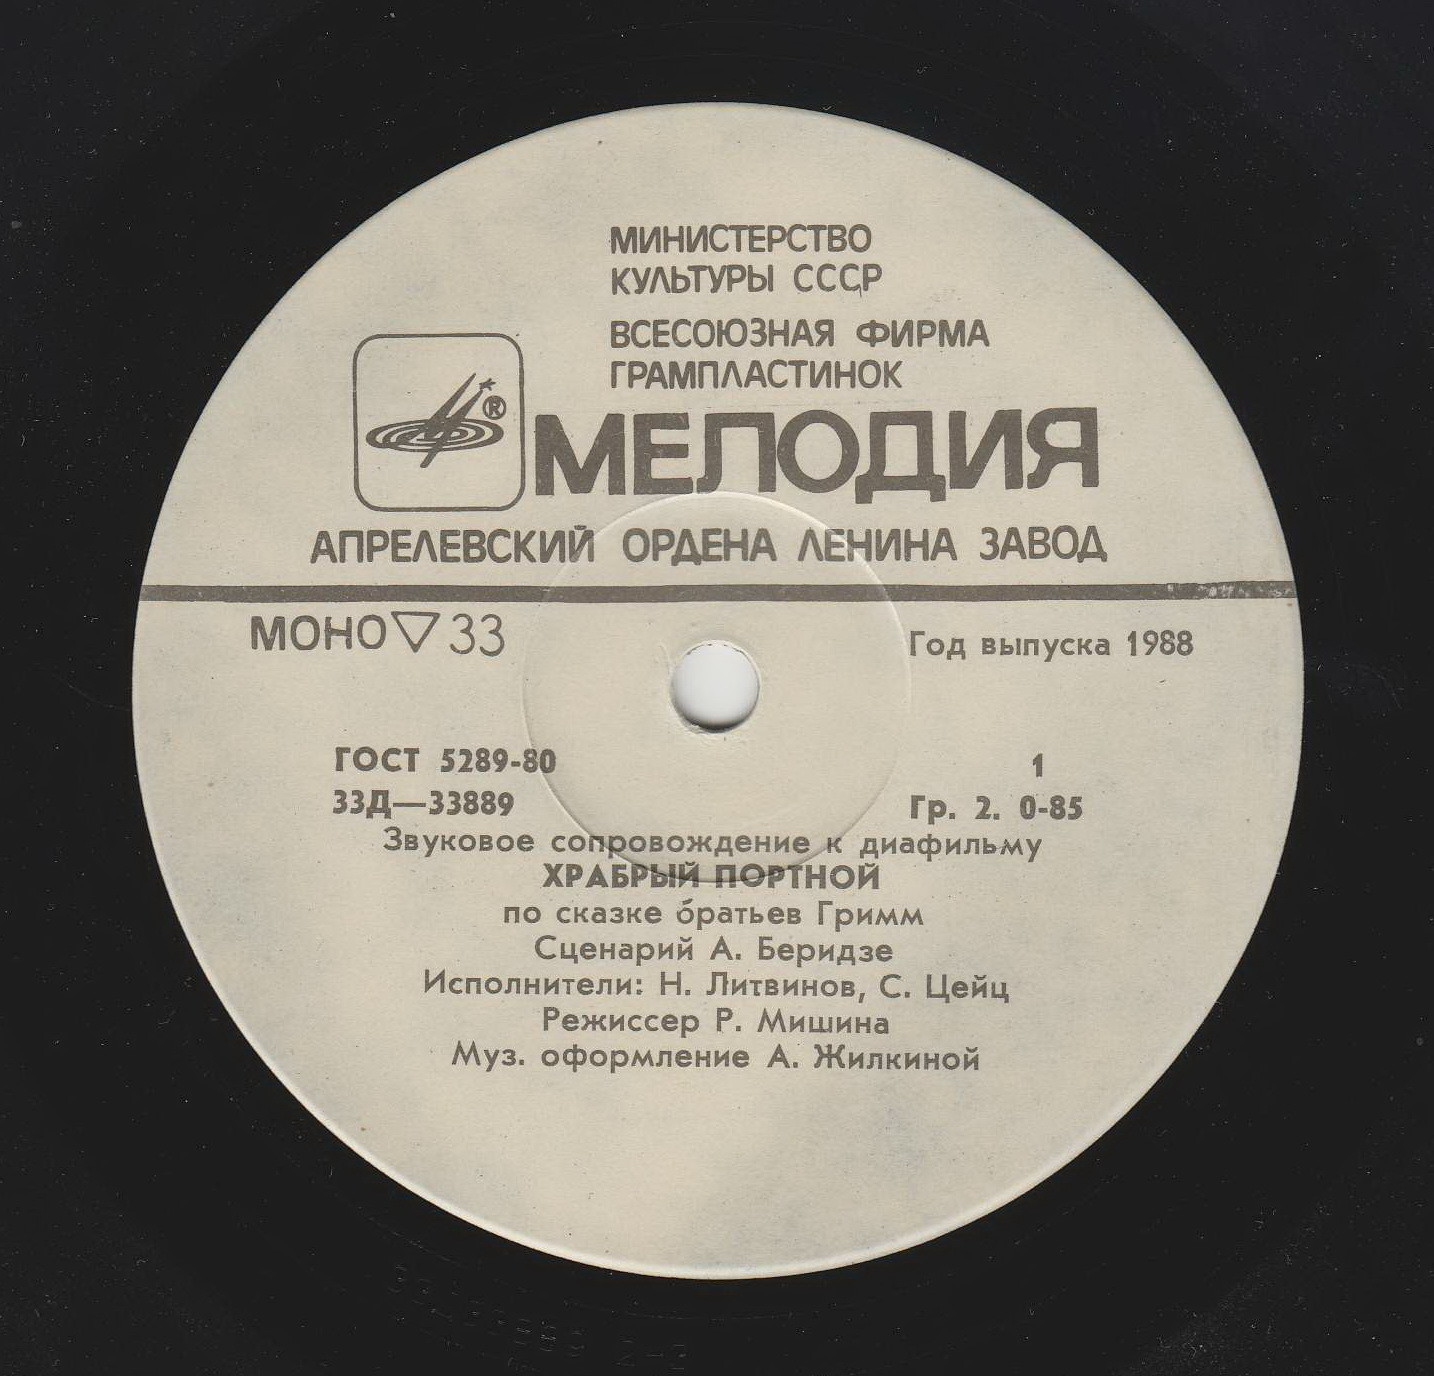 МИНИСТЕРСТВО
КУЛЬТУРЫ СССР
ВСЕСОЮЗНАЯ ФИРМА
ГРАМПЛАСТИНОК
®
МЕЛОДИЯ
АПРЕЛЕВСКИЙ ОРДЕНА ЛЕНИНА ЗАВОД
МОНО ▽ 33
Год выпуска 1988
ГОСТ 5289-80
1
33Д—33889
Гр. 2. 0-85
Звуковое сопровождение к диафильму
ХРАБРЫЙ ПОРТНОЙ
по сказке братьев Гримм
Сценарий А. Беридзе
Исполнители: Н. Литвинов, С. Цейц
Режиссер Р. Мишина
Муз. оформление А. Жилкиной